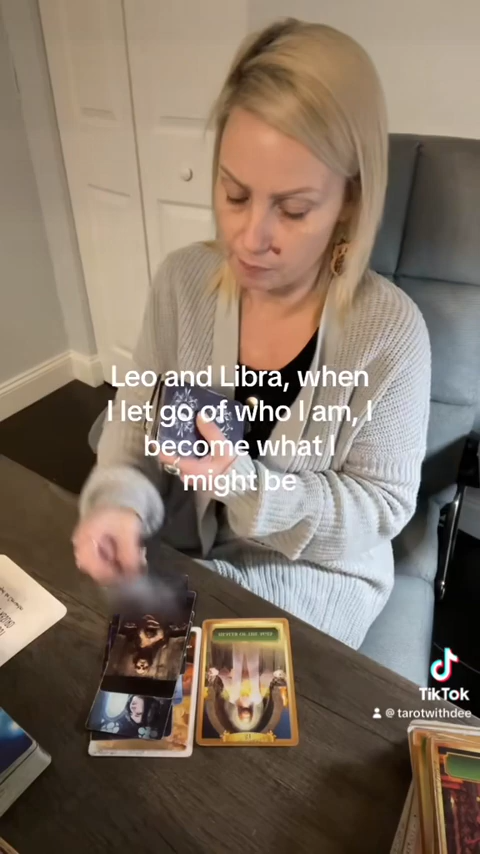 Leo and Libra, when
I let go of who I am, I
become what I
might be
TikTok
@ tarotwithdee